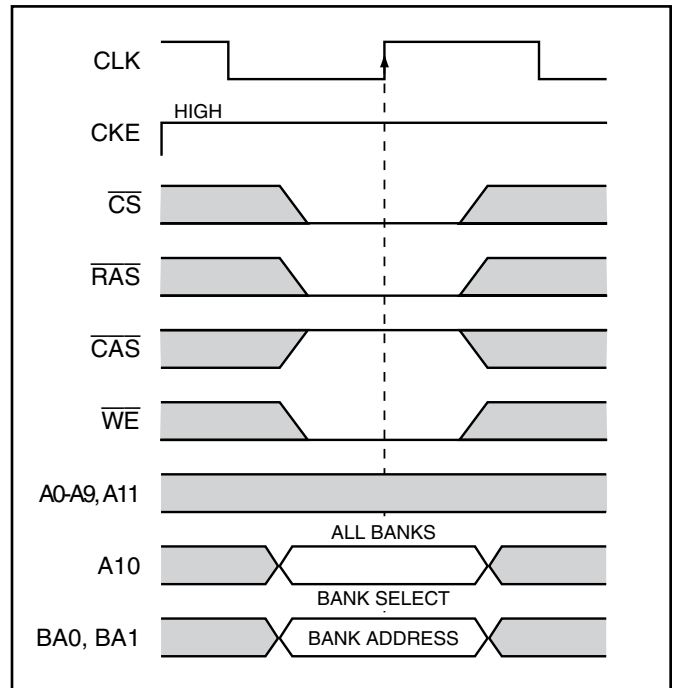 CLK
CKE
HIGH
CS
RAS
CAS
WE
A0-A9, A11
ALL BANKS
A10
BANK SELECT
BA0, BA1
BANK ADDRESS